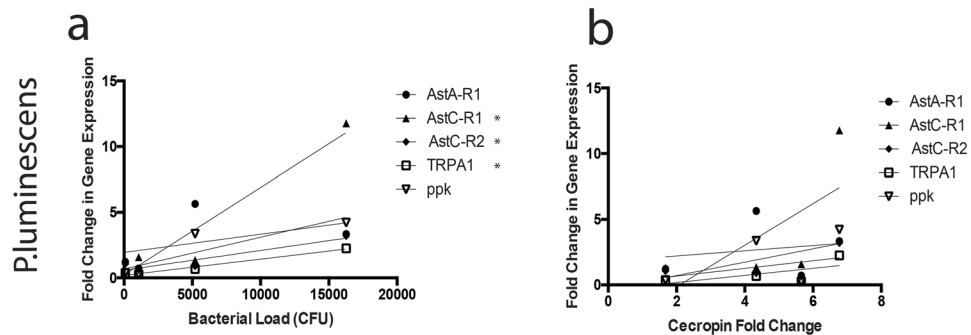 a
b
P.luminescens
Fold Change in Gene Expression
15
10
5
0
0
5000
10000
15000
20000
Bacterial Load (CFU)
AstA-R1
AstC-R1 *
AstC-R2 *
TRPA1 *
ppk
Fold Change in Gene Expression
15
10
5
0
0
2
4
6
8
Cecropin Fold Change
AstA-R1
AstC-R1
AstC-R2
TRPA1
ppk